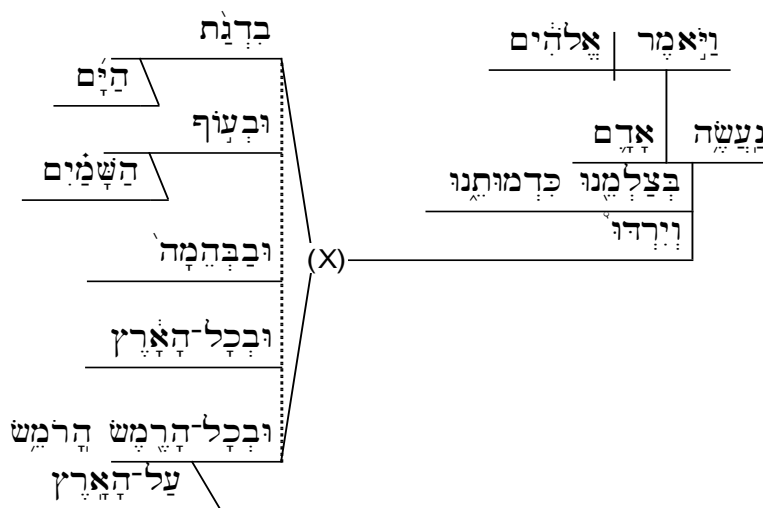 וַיֹּ֣אמֶר אֱלֹהִ֔ים
נַֽעֲשֶׂ֥ה אָדָ֛ם
בְּצַלְמֵ֖נוּ כִּדְמוּתֵ֑נוּ
וְיִרְדּוּ֩
(X)
בִדְגַ֨ת
הַיָּ֜ם
וּבְע֣וֹף
הַשָּׁמַ֗יִם
וּבַבְּהֵמָה֙
וּבְכָל־הָאָ֔רֶץ
וּבְכָל־הָרֶ֖מֶשׂ הָֽרֹמֵ֥שׂ
עַל־הָאָֽרֶץ